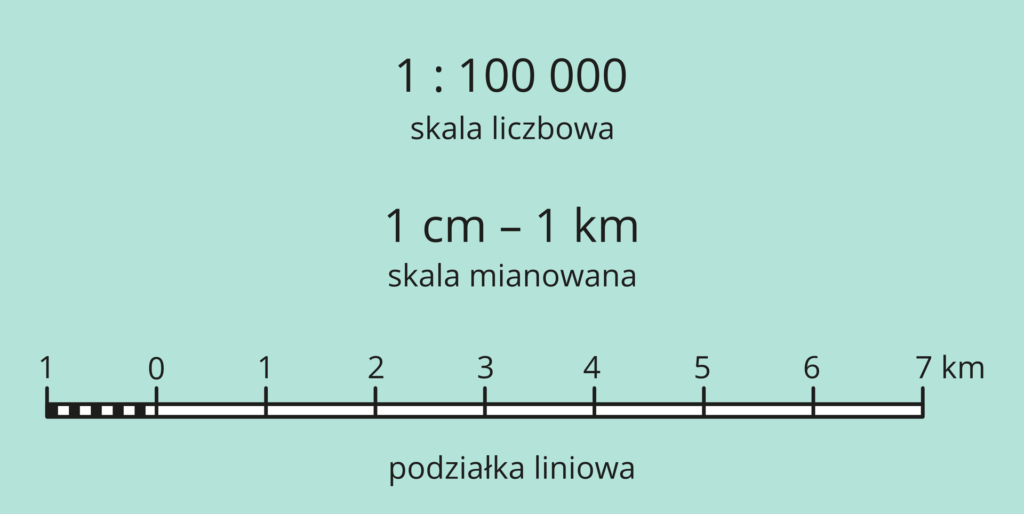 1 : 100 000
skala liczbowa
1 cm – 1 km
skala mianowana
1 0 1 2 3 4 5 6 7 km
podziałka liniowa